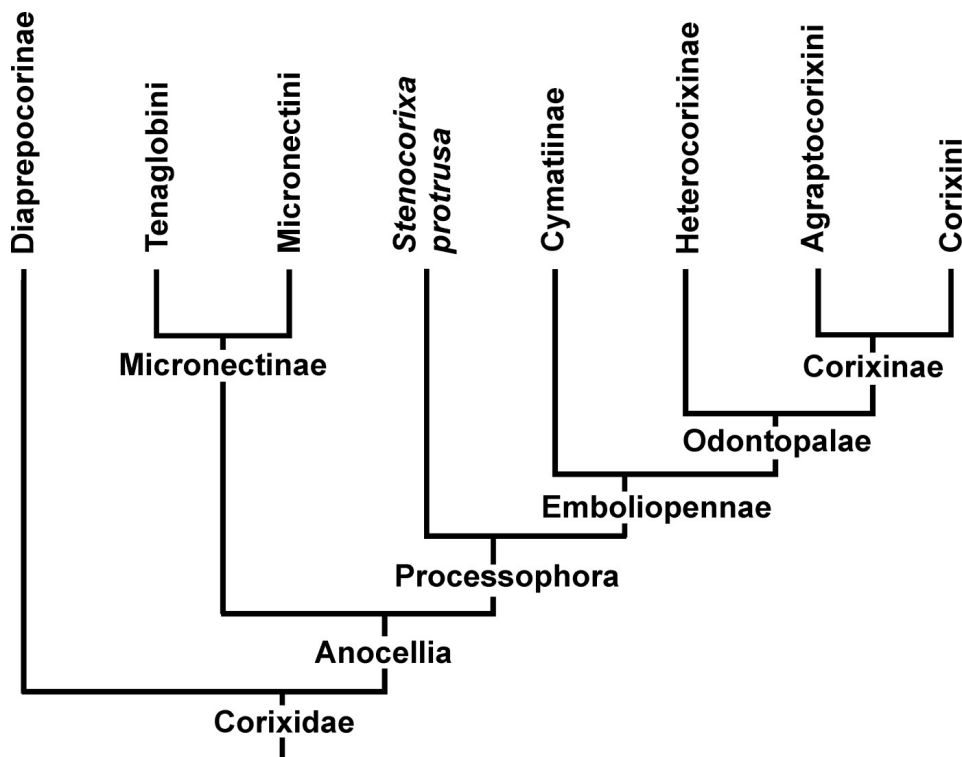 Diaprepocorinae
Tenaglobini
Micronectini
Stenocorixa
protrusa
Cymatiinae
Heterocorixinae
Agraptocorixini
Corixini
Micronectinae
Corixinae
Odontopalae
Emboliopennae
Processophora
Anocellia
Corixidae